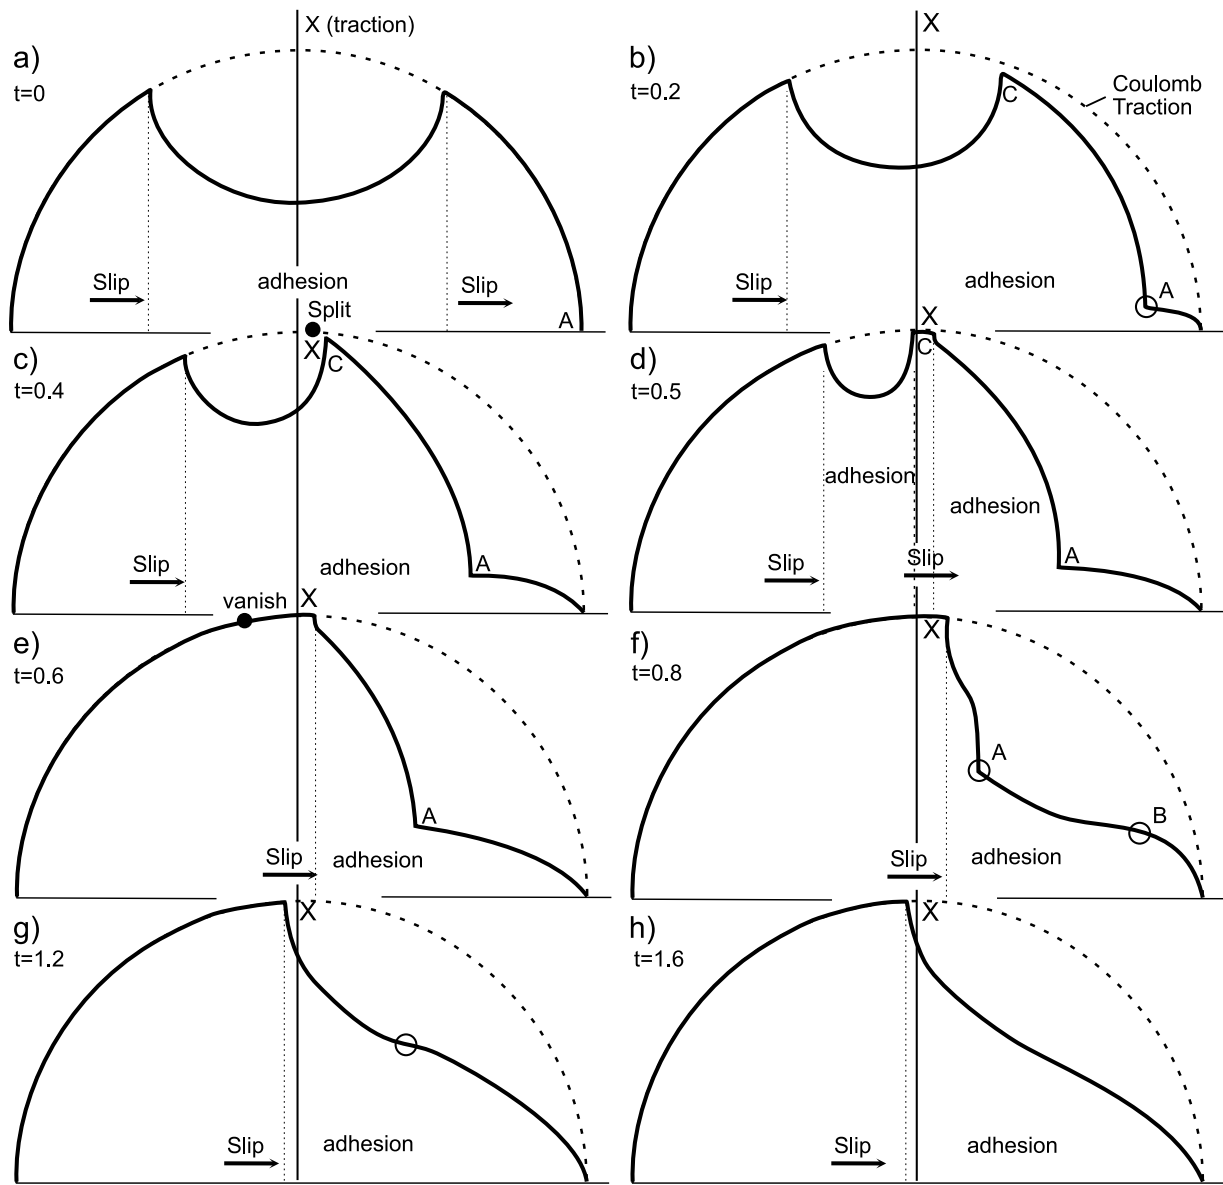 X (traction)
a)
t=0
Slip
adhesion
Slip
A
X
b)
t=0.2
Coulomb
Traction
C
Slip
adhesion
A
Split
c)
t=0.4
X
C
Slip
adhesion
A
X
d)
t=0.5
C
adhesion
adhesion
Slip
Slip
A
vanish
X
e)
t=0.6
A
Slip
adhesion
X
f)
t=0.8
A
B
Slip
adhesion
X
g)
t=1.2
Slip
adhesion
X
h)
t=1.6
Slip
adhesion